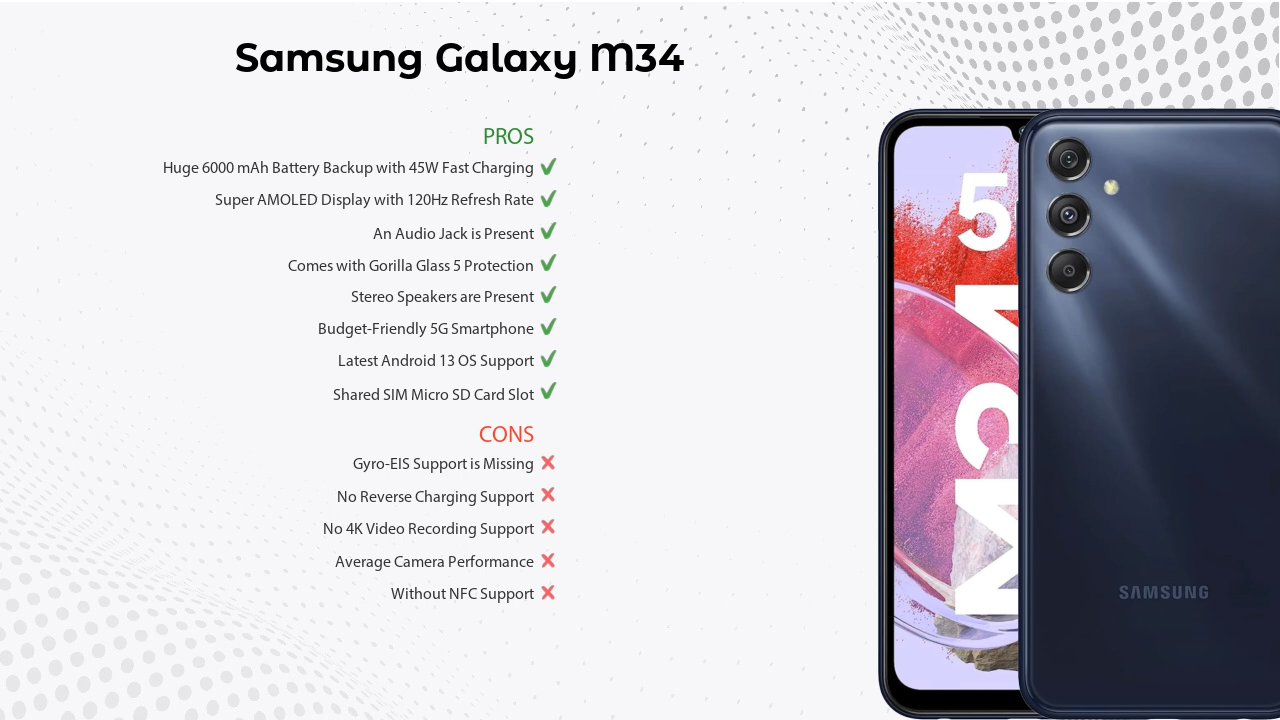 Samsung Galaxy M34
PROS
Huge 6000 mAh Battery Backup with 45W Fast Charging
Super AMOLED Display with 120Hz Refresh Rate
An Audio Jack is Present
Comes with Gorilla Glass 5 Protection
Stereo Speakers are Present
Budget-Friendly 5G Smartphone
Latest Android 13 OS Support
Shared SIM Micro SD Card Slot
CONS
Gyro-EIS Support is Missing
No Reverse Charging Support
No 4K Video Recording Support
Average Camera Performance
Without NFC Support
5
SAMSUNG